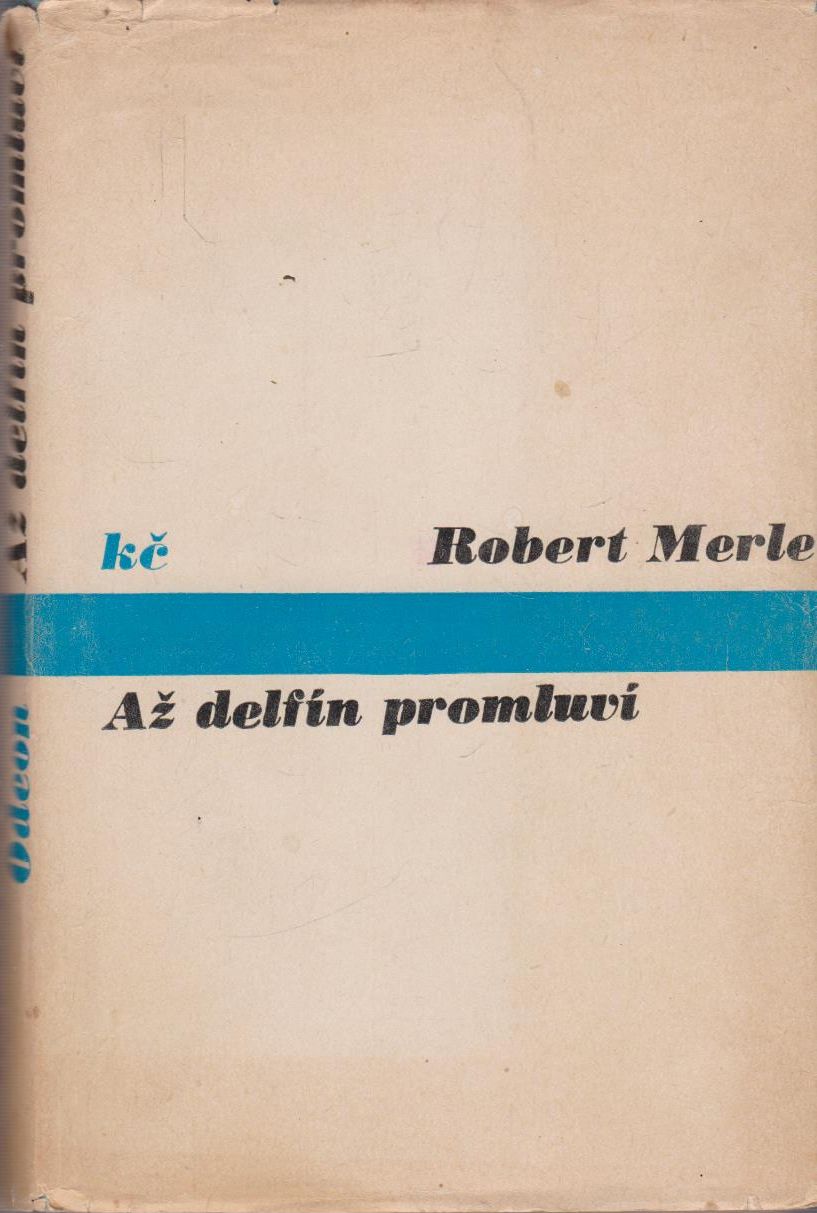 Až delfín promluví
Odeon
kč
Robert Merle
Až delfín promluví